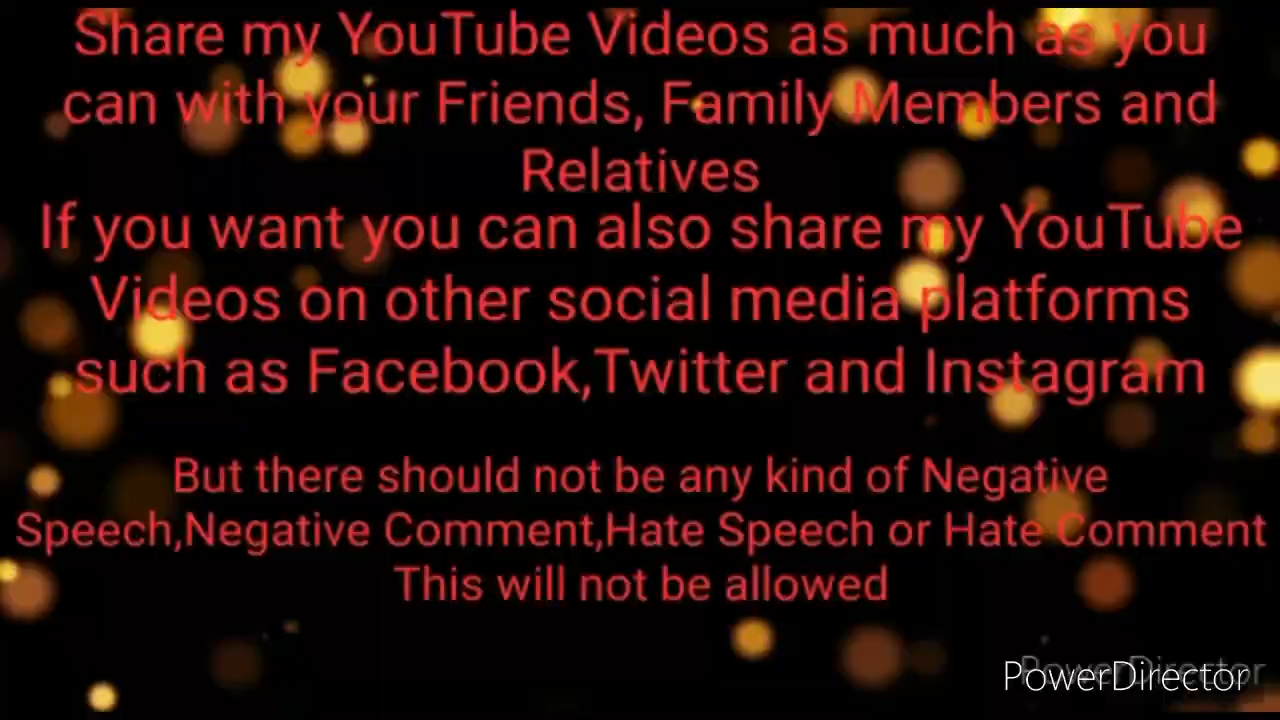 Share my YouTube Videos as much as you
can with your Friends, Family Members and
Relatives
If you want you can also share my YouTube
Videos on other social media platforms
such as Facebook,Twitter and Instagram
But there should not be any kind of Negative
Speech,Negative Comment,Hate Speech or Hate Comment
This will not be allowed
PowerDirector
PowerDirector